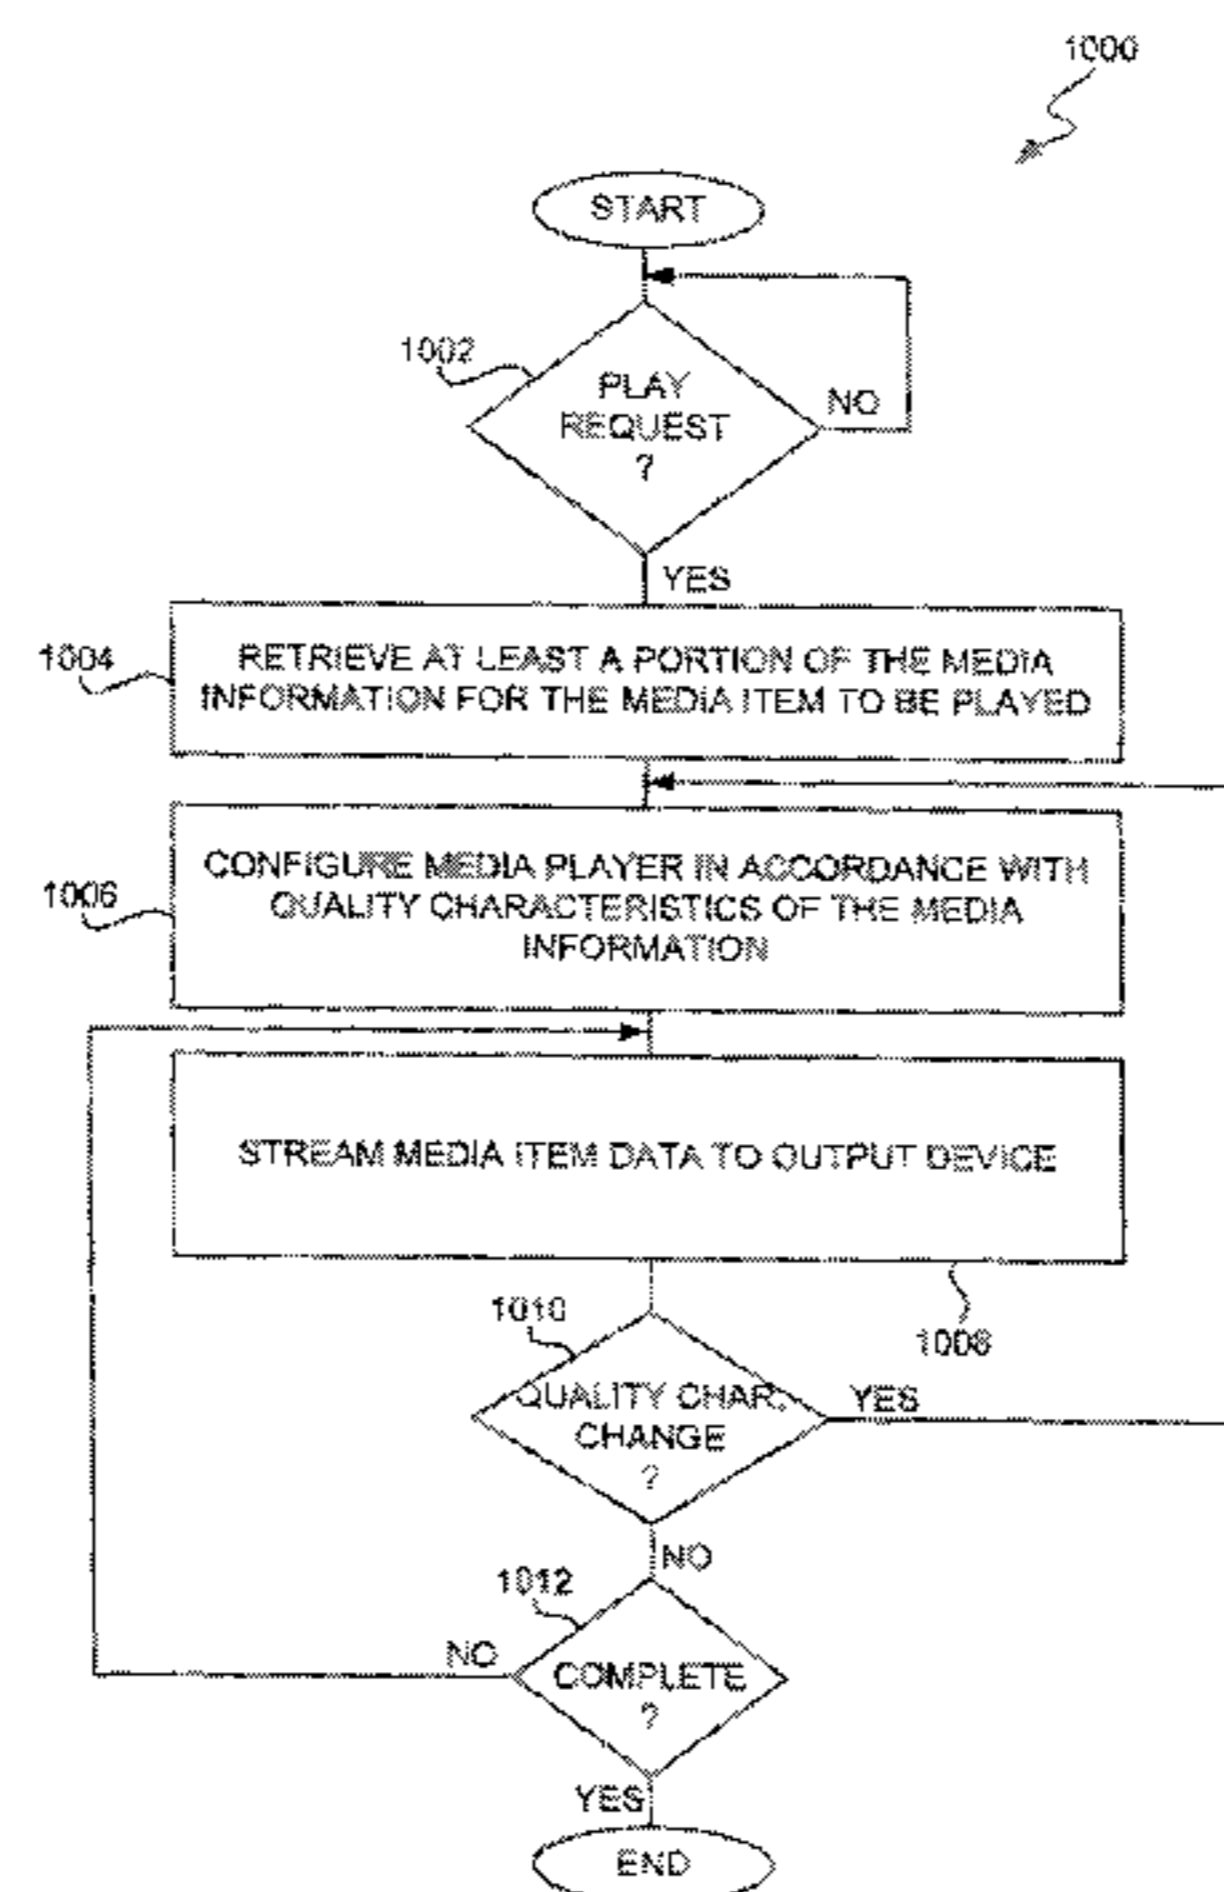 1000
START
1002
PLAY
REQUEST
?
NO
YES
1004
RETRIEVE AT LEAST A PORTION OF THE MEDIA
INFORMATION FOR THE MEDIA ITEM TO BE PLAYED
1006
CONFIGURE MEDIA PLAYER IN ACCORDANCE WITH
QUALITY CHARACTERISTICS OF THE MEDIA
INFORMATION
STREAM MEDIA ITEM DATA TO OUTPUT DEVICE
1008
1010
QUALITY CHAR.
CHANGE
?
YES
NO
1012
NO
COMPLETE
?
YES
END